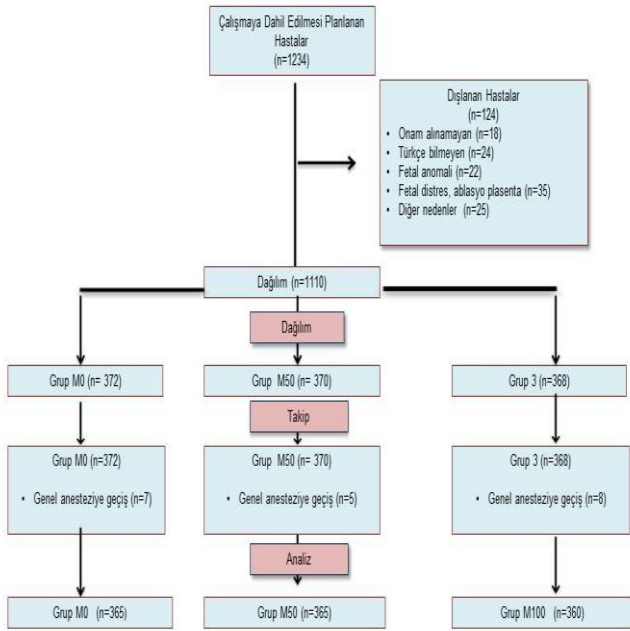 Çalışmaya Dahil Edilmesi Planlanan
Hastalar
(n=1234)
Dışlanan Hastalar
(n=124)
• Onam alınamayan (n=18)
• Türkçe bilmeyen (n=24)
• Fetal anomali (n=22)
• Fetal distres, ablasyo plasenta (n=35)
• Diğer nedenler (n=25)
Dağılım (n=1110)
Dağılım
Grup M0 (n= 372)
Grup M50 (n= 370)
Grup 3 (n=368)
Takip
Grup M0 (n=372)
• Genel anesteziye geçiş (n=7)
Grup M50 (n= 370)
• Genel anesteziye geçiş (n=5)
Grup 3 (n=368)
• Genel anesteziye geçiş (n=8)
Analiz
Grup M0 (n=365)
Grup M50 (n=365)
Grup M100 (n=360)